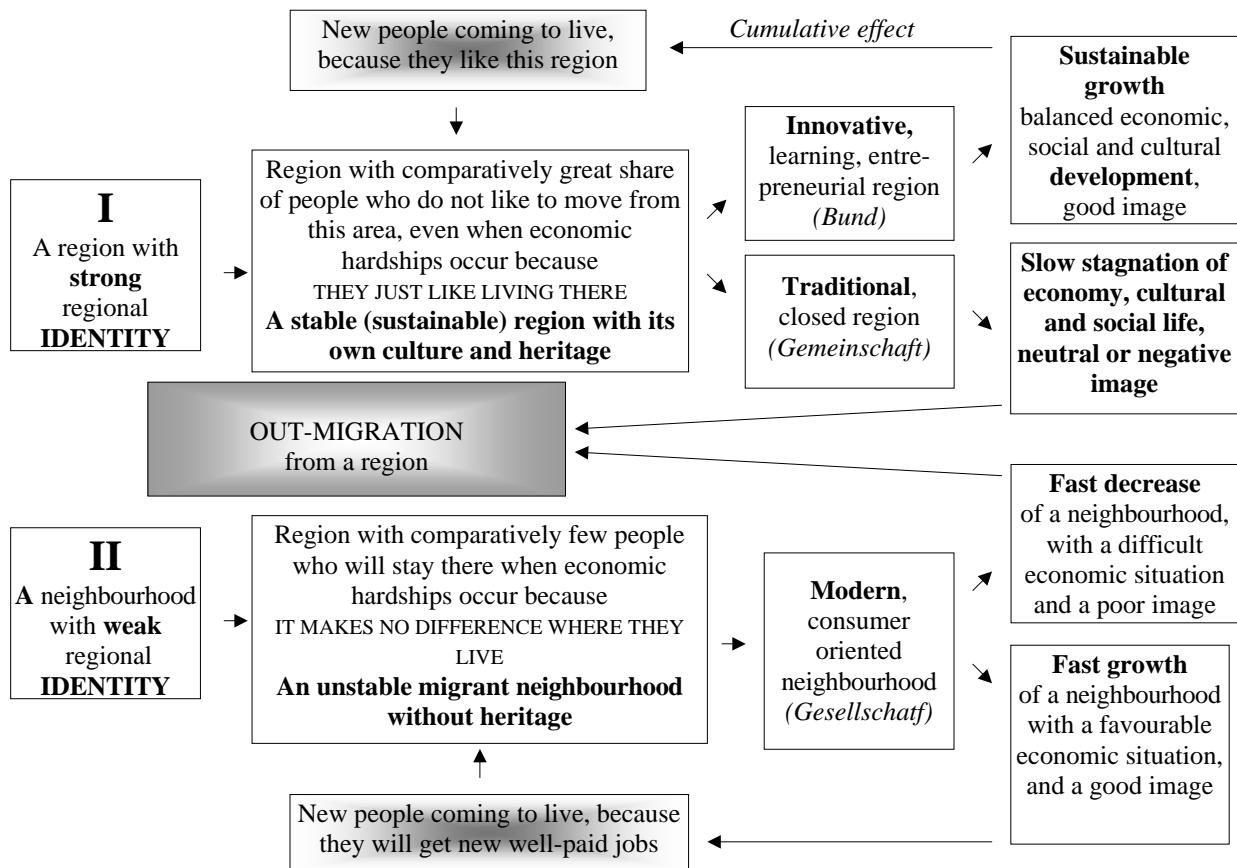 New people coming to live,
because they like this region
Cumulative effect
Sustainable
growth
balanced economic,
social and cultural
development,
good image
Innovative,
learning, entre-
preneurial region
(Bund)
I
A region with
strong
regional
IDENTITY
Region with comparatively great share
of people who do not like to move from
this area, even when economic
hardships occur because
THEY JUST LIKE LIVING THERE
A stable (sustainable) region with its
own culture and heritage
Traditional,
closed region
(Gemeinschaft)
Slow stagnation of
economy, cultural
and social life,
neutral or negative
image
OUT-MIGRATION
from a region
II
A neighbourhood
with weak
regional
IDENTITY
Region with comparatively few people
who will stay there when economic
hardships occur because
IT MAKES NO DIFFERENCE WHERE THEY
LIVE
An unstable migrant neighbourhood
without heritage
Modern,
consumer
oriented
neighbourhood
(Gesellschatf)
Fast decrease
of a neighbourhood,
with a difficult
economic situation
and a poor image
Fast growth
of a neighbourhood
with a favourable
economic situation,
and a good image
New people coming to live, because
they will get new well-paid jobs